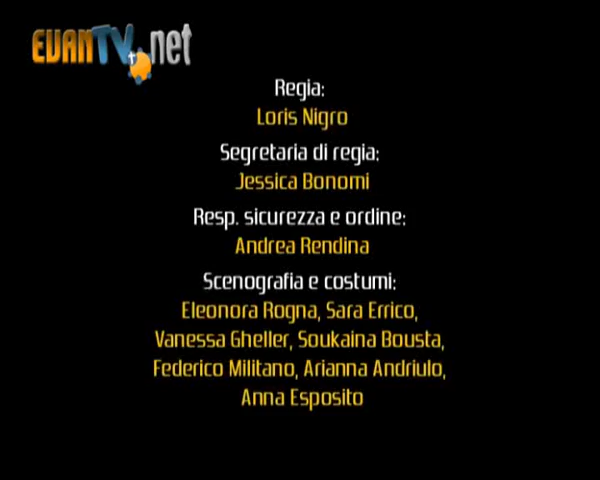 EVANTV.net
Regia:
Loris Nigro
Segretaria di regia:
Jessica Bonomi
Resp. sicurezza e ordine:
Andrea Rendina
Scenografia e costumi:
Eleonora Rogna, Sara Errico,
Vanessa Gheller, Soukaina Bousta,
Federico Militano, Arianna Andriulo,
Anna Esposito